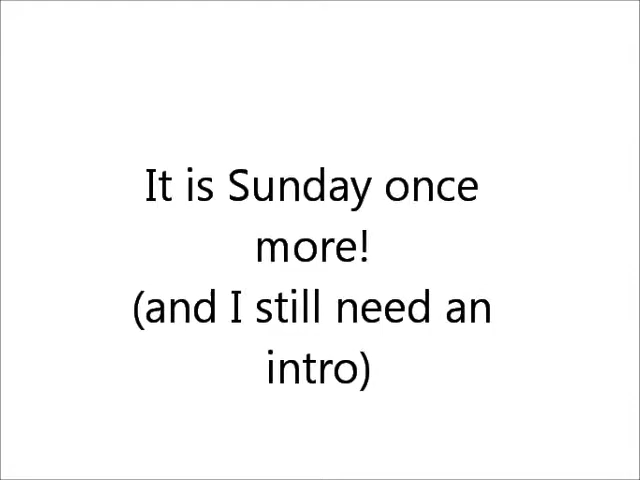 It is Sunday once
more!
(and I still need an
intro)